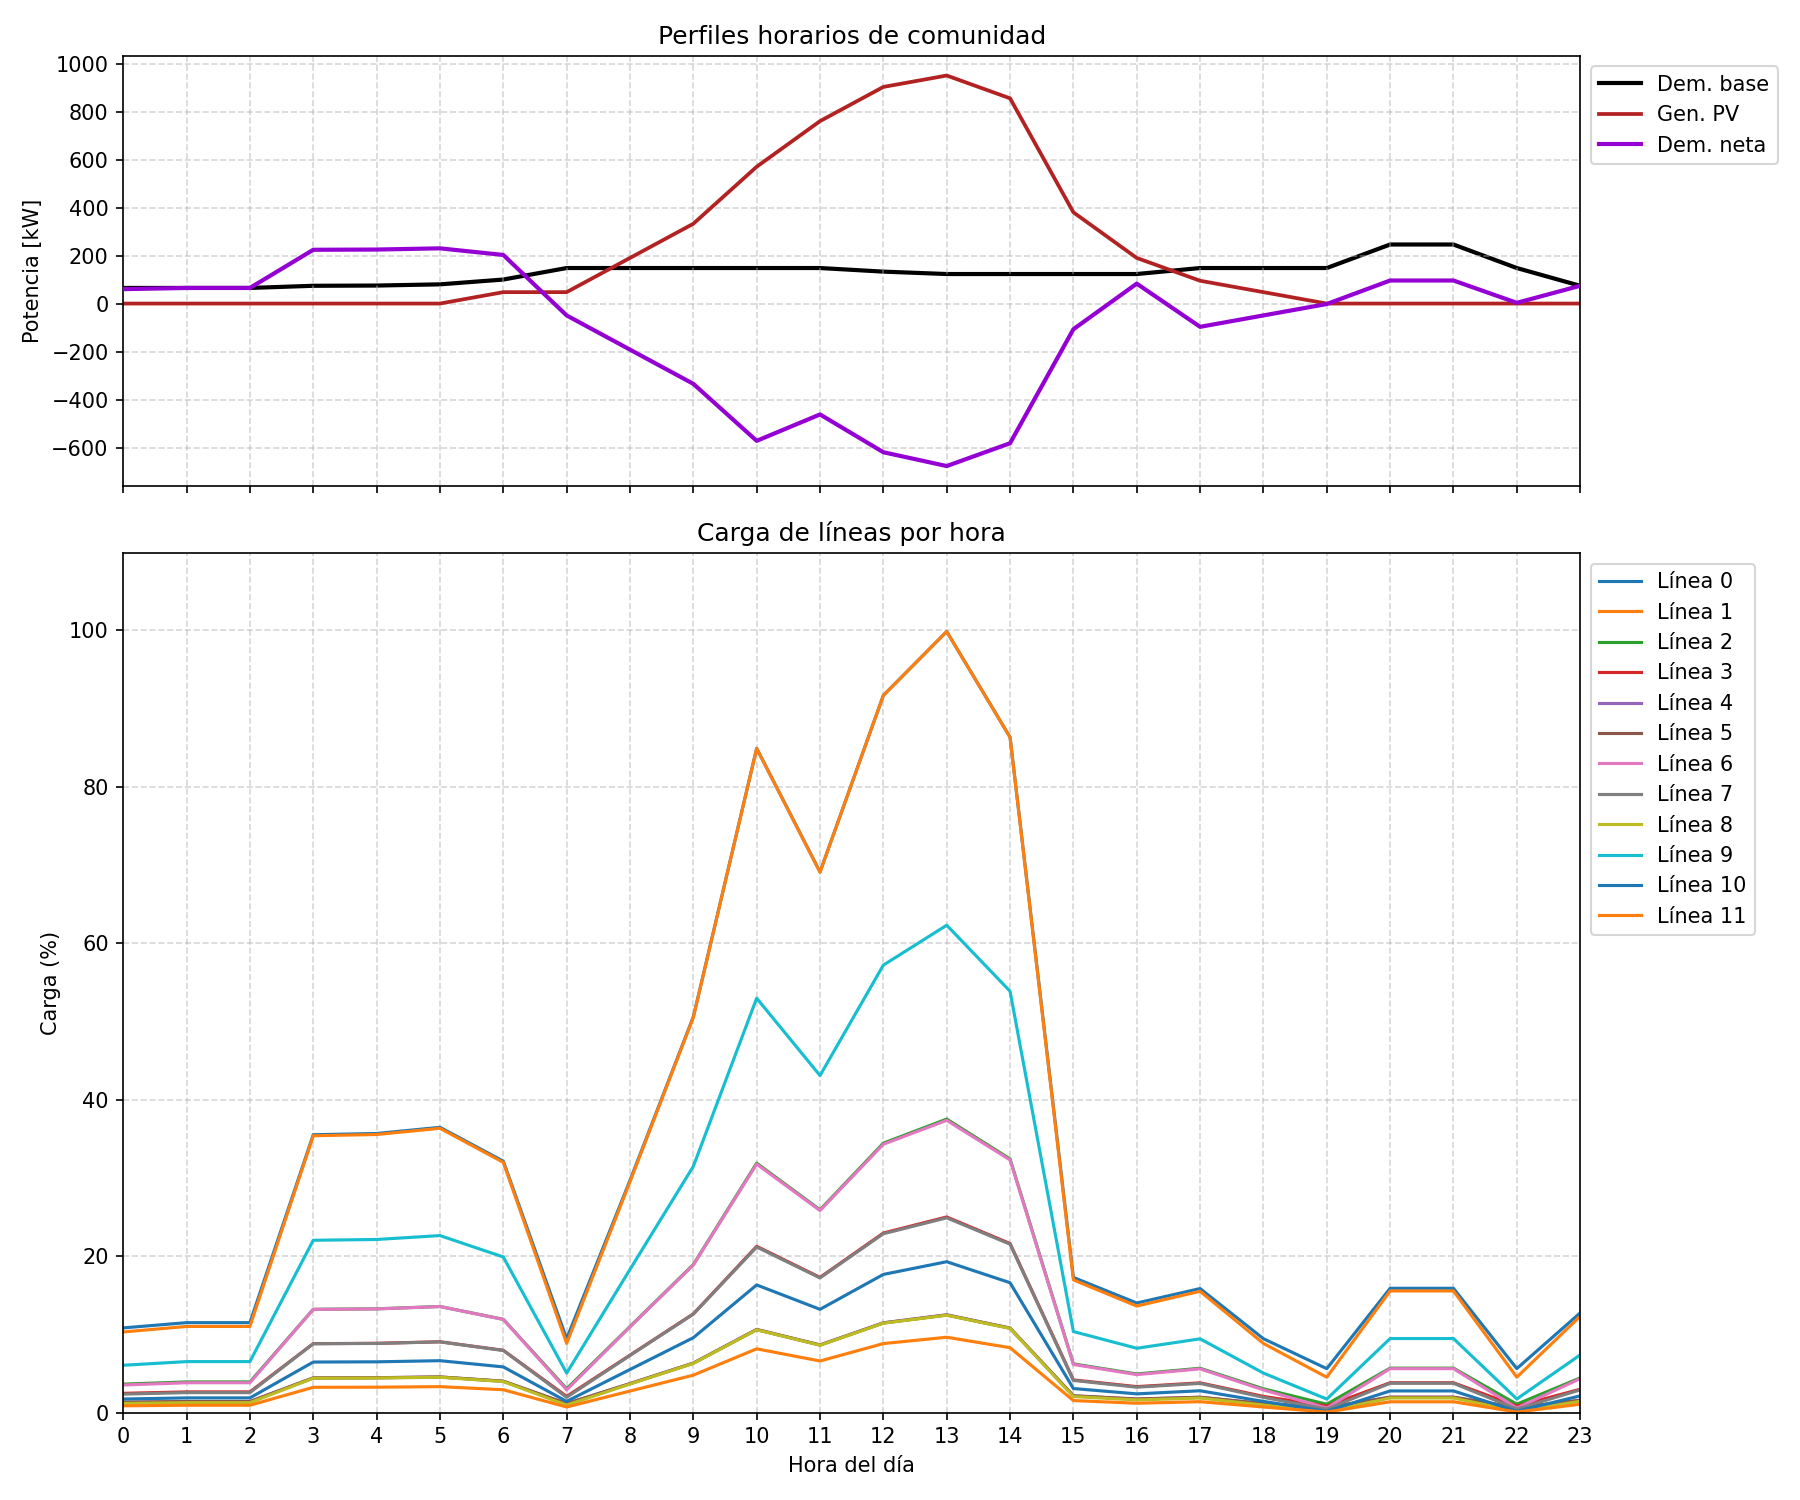 Perfiles horarios de comunidad
1000
800
600
400
200
0
−200
−400
−600
Potencia [kW]
Dem. base
Gen. PV
Dem. neta
Carga de líneas por hora
100
80
60
40
20
0
Carga (%)
0 1 2 3 4 5 6 7 8 9 10 11 12 13 14 15 16 17 18 19 20 21 22 23
Hora del día
Línea 0
Línea 1
Línea 2
Línea 3
Línea 4
Línea 5
Línea 6
Línea 7
Línea 8
Línea 9
Línea 10
Línea 11